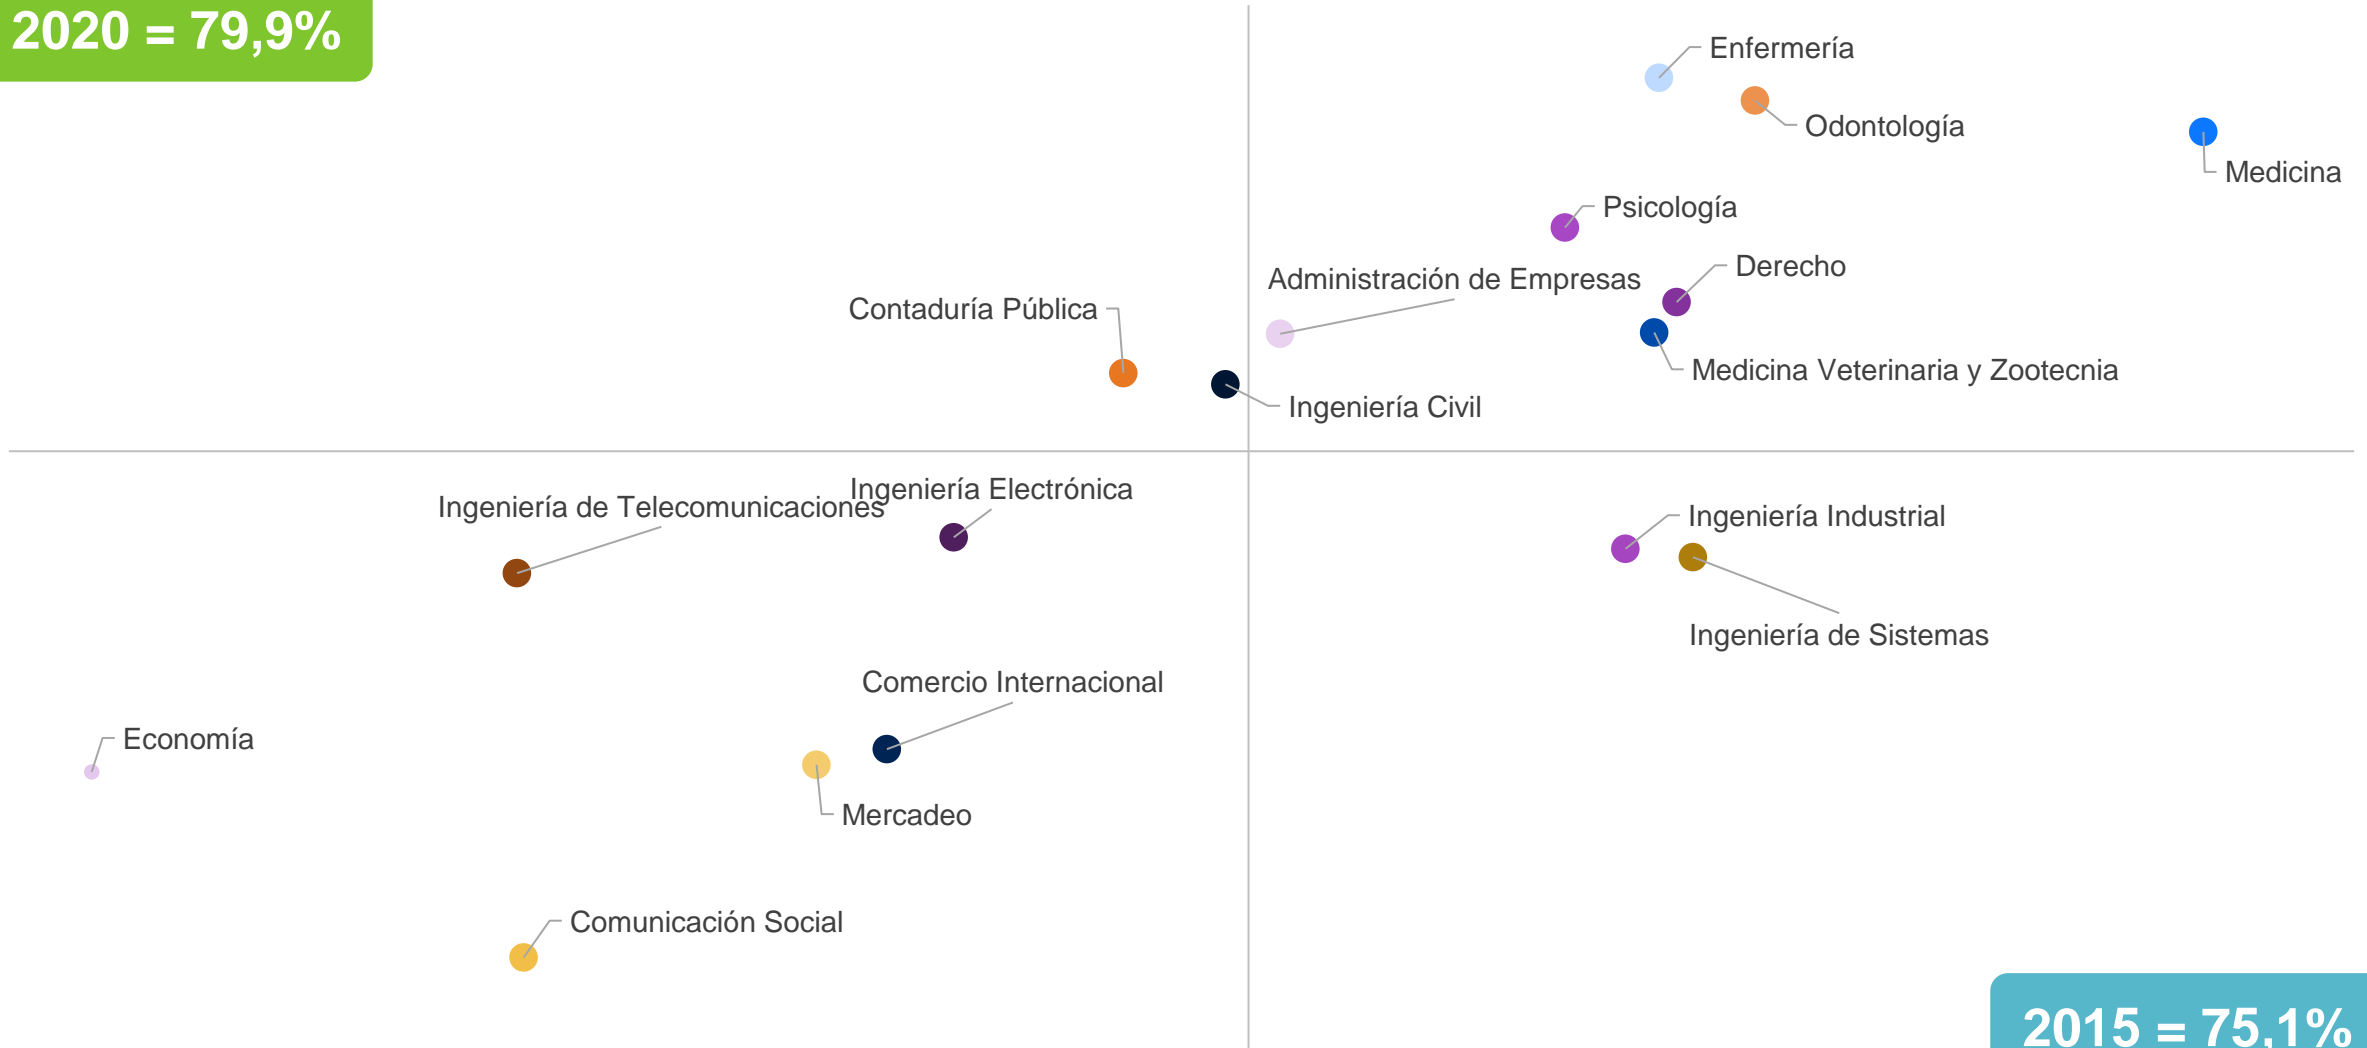 2020 = 79,9%
Enfermería
Odontología
Medicina
Psicología
Derecho
Administración de Empresas
Contaduría Pública
Medicina Veterinaria y Zootecnia
Ingeniería Civil
Ingeniería Electrónica
Ingeniería de Telecomunicaciones
Ingeniería Industrial
Ingeniería de Sistemas
Comercio Internacional
Economía
Mercadeo
Comunicación Social
2015 = 75,1%